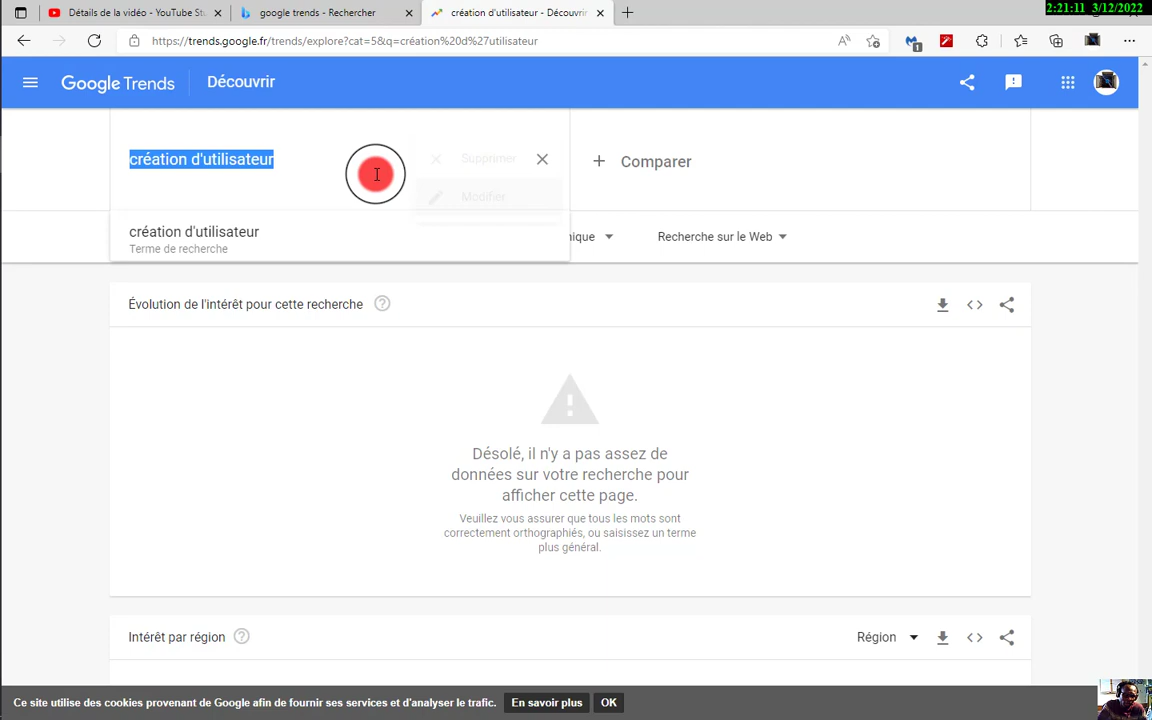 Détails de la vidéo - YouTube Stu
google trends - Rechercher
création d'utilisateur - Découvrir
2:21:11 3/12/2022
https://trends.google.fr/trends/explore?cat=5&q=création%20d%27utilisateur
1
Google Trends
Découvrir
création d'utilisateur
Supprimer
Modifier
Comparer
création d'utilisateur
Terme de recherche
ique
Recherche sur le Web
Évolution de l'intérêt pour cette recherche
Désolé, il n'y a pas assez de
données sur votre recherche pour
afficher cette page.
Veuillez vous assurer que tous les mots sont
correctement orthographiés, ou saisissez un terme
plus général.
Intérêt par région
Région
Ce site utilise des cookies provenant de Google afin de fournir ses services et d'analyser le trafic.
En savoir plus
OK